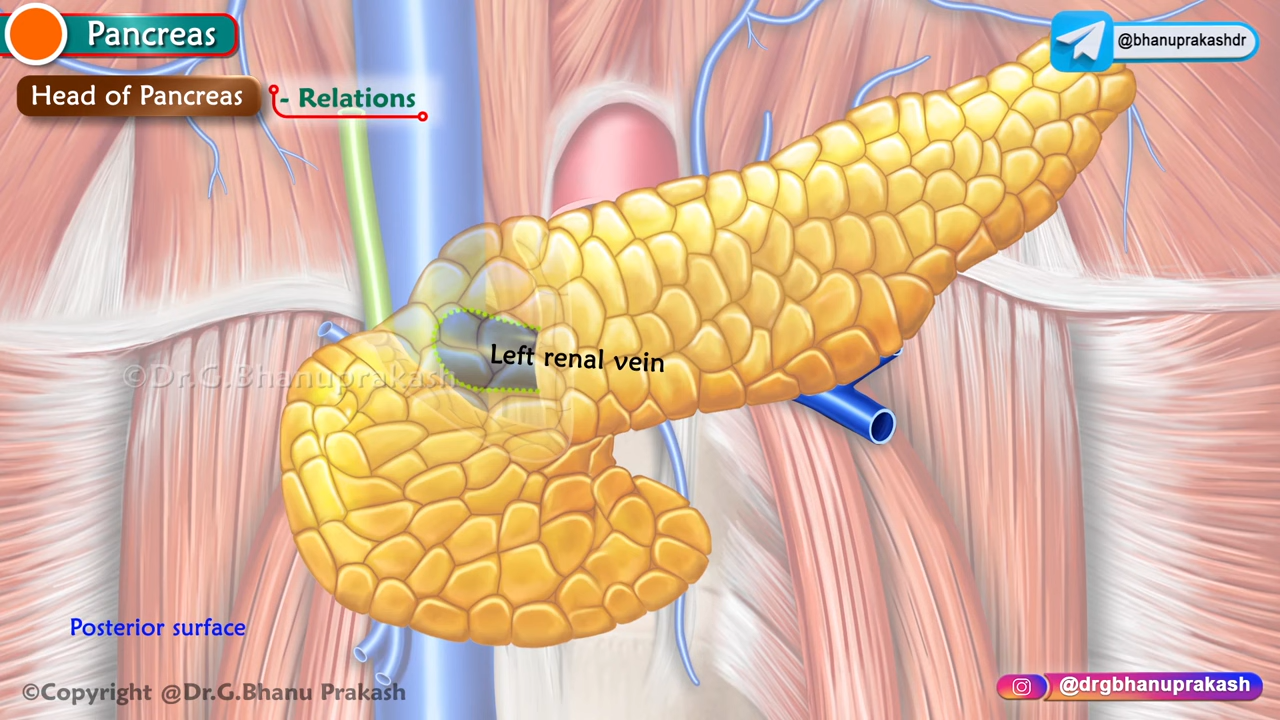 Pancreas
@bhanuprakashdr
Head of Pancreas
- Relations
Left renal vein
©Dr.G.Bhanuprakash
Posterior surface
©Copyright @Dr.G.Bhanu Prakash
@drgbhanuprakash